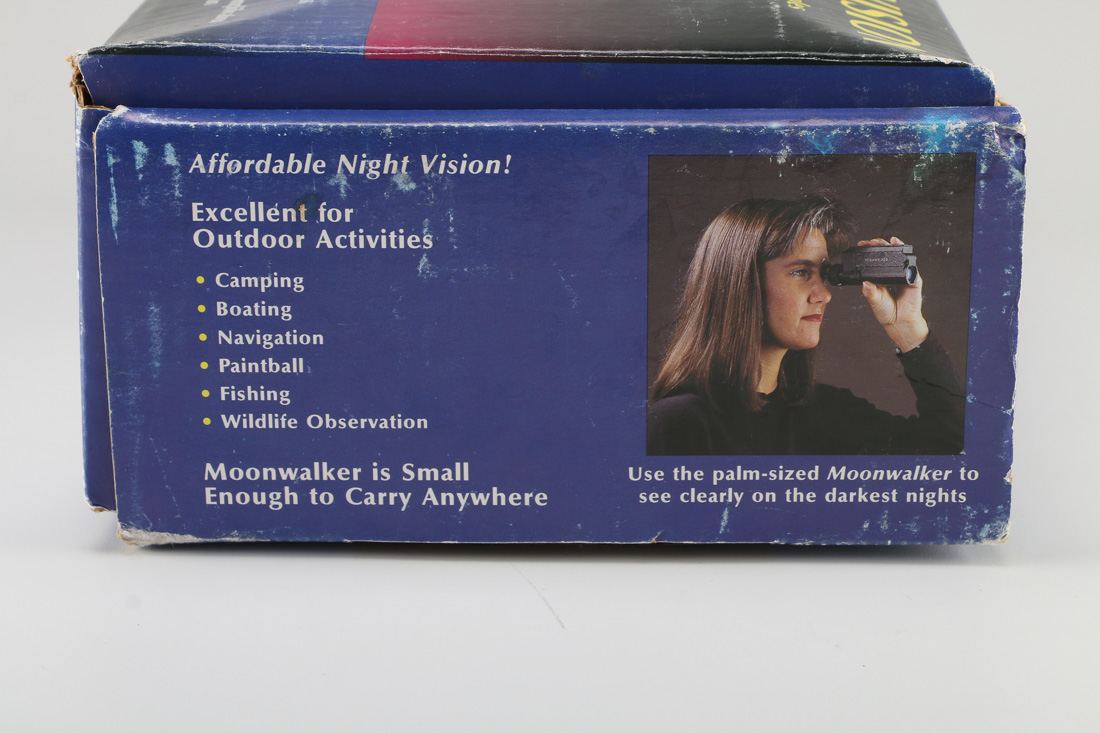 VISION
Affordable Night Vision!
Excellent for
Outdoor Activities
• Camping
• Boating
• Navigation
• Paintball
• Fishing
• Wildlife Observation
Moonwalker is Small
Enough to Carry Anywhere
Use the palm-sized Moonwalker to
see clearly on the darkest nights